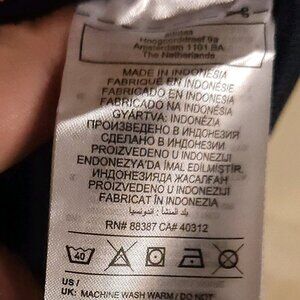 adidas
Hoogoorddreef 9a
Amsterdam 1101 BA
The Netherlands
MADE IN INDONESIA
FABRIQUÉ EN INDONÉSIE
FABRICADO EN INDONESIA
FABRICADO NA INDONÉSIA
GYÁRTVA: INDONÉZIA
ПРОИЗВЕДЕНО В ИНДОНЕЗИЯ
СДЕЛАНО В ИНДОНЕЗИИ
PROIZVEDENO U INDONEZIJI
ENDONEZYA'DA İMAL EDİLMİŞTİR.
ИНДОНЕЗИЯДА ЖАСАЛҒАН
PROIZVEDENO U INDONEZIJI
FABRICAT ÎN INDONEZIA
بلد المنشأ: اندونيسيا
RN# 88387 CA# 40312
40
US
UK: MACHINE WASH WARM / DO NOT